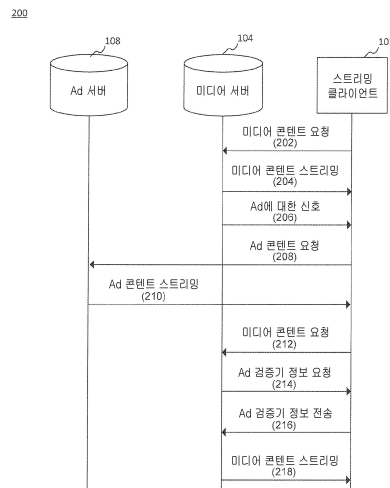 200
108
104
10
Ad 서버
미디어 서버
스트리밍
클라이언트
미디어 콘텐트 요청
(202)
미디어 콘텐트 스트리밍
(204)
Ad에 대한 신호
(206)
Ad 콘텐트 요청
(208)
Ad 콘텐트 스트리밍
(210)
미디어 콘텐트 요청
(212)
Ad 검증기 정보 요청
(214)
Ad 검증기 정보 전송
(216)
미디어 콘텐트 스트리밍
(218)